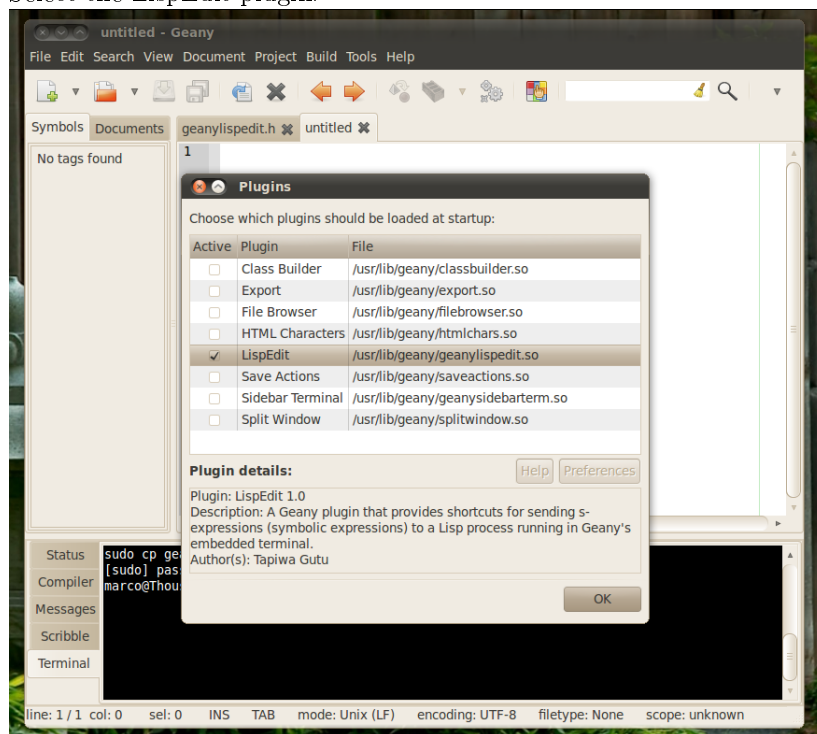 Select the LispEdit plugin.
untitled - Geany
File Edit Search View Document Project Build Tools Help
Symbols Documents geanylispedit.h untitled
No tags found
1
Plugins
Choose which plugins should be loaded at startup:
Active Plugin File
Class Builder /usr/lib/geany/classbuilder.so
Export /usr/lib/geany/export.so
File Browser /usr/lib/geany/filebrowser.so
HTML Characters /usr/lib/geany/htmlchars.so
LispEdit /usr/lib/geany/geanylispedit.so
Save Actions /usr/lib/geany/saveactions.so
Sidebar Terminal /usr/lib/geany/geanysidebarterm.so
Split Window /usr/lib/geany/splitwindow.so
Plugin details:
Help Preferences
Plugin: LispEdit 1.0
Description: A Geany plugin that provides shortcuts for sending s-
expressions (symbolic expressions) to a Lisp process running in Geany's
embedded terminal.
Author(s): Tapiwa Gutu
OK
Status
Compiler
Messages
Scribble
Terminal
sudo cp gea
[sudo] pas
marco@Thou
line: 1 / 1 col: 0 sel: 0 INS TAB mode: Unix (LF) encoding: UTF-8 filetype: None scope: unknown